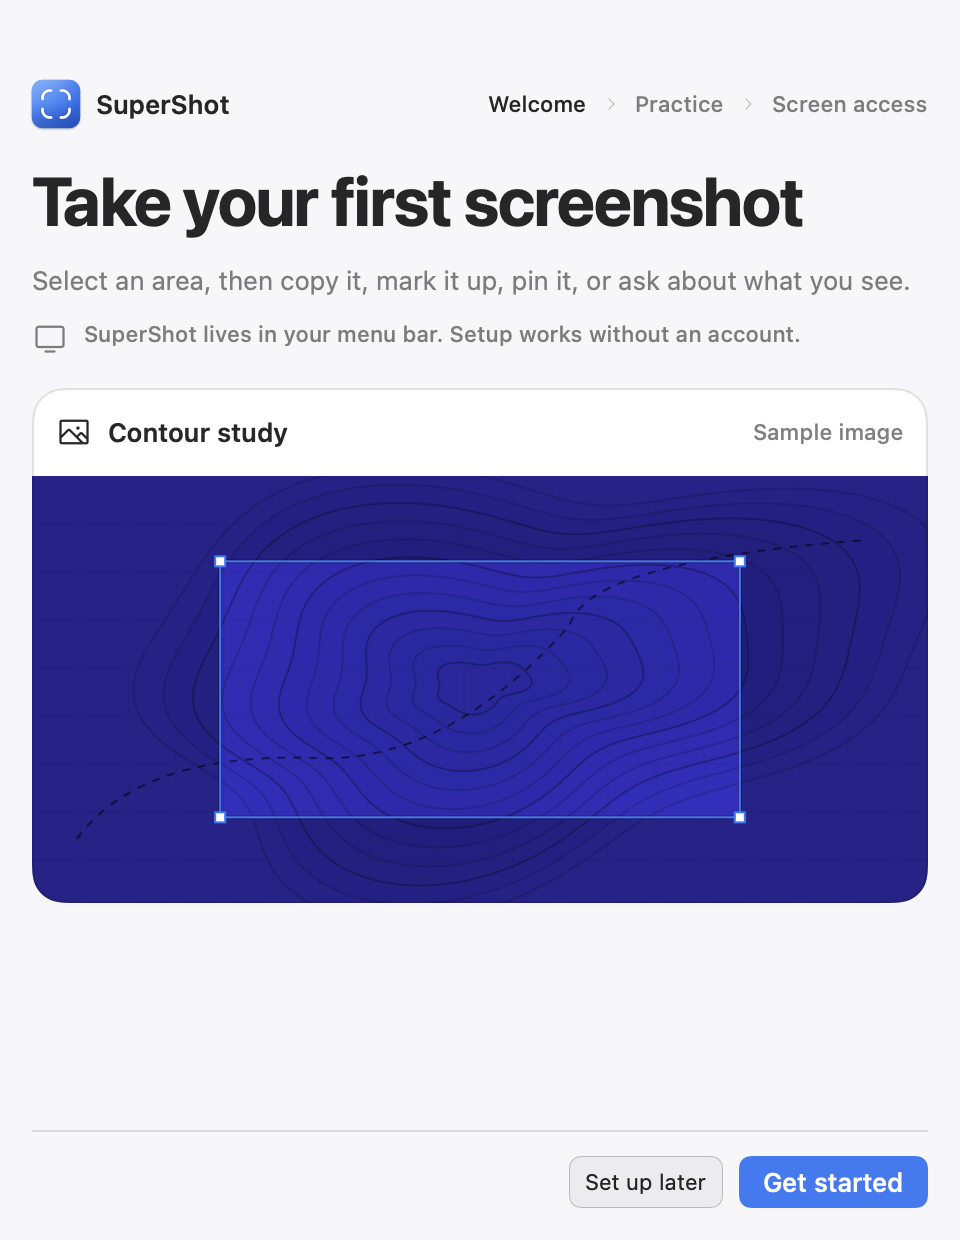 SuperShot
Welcome > Practice > Screen access
Take your first screenshot
Select an area, then copy it, mark it up, pin it, or ask about what you see.
SuperShot lives in your menu bar. Setup works without an account.
Contour study
Sample image
Set up later
Get started